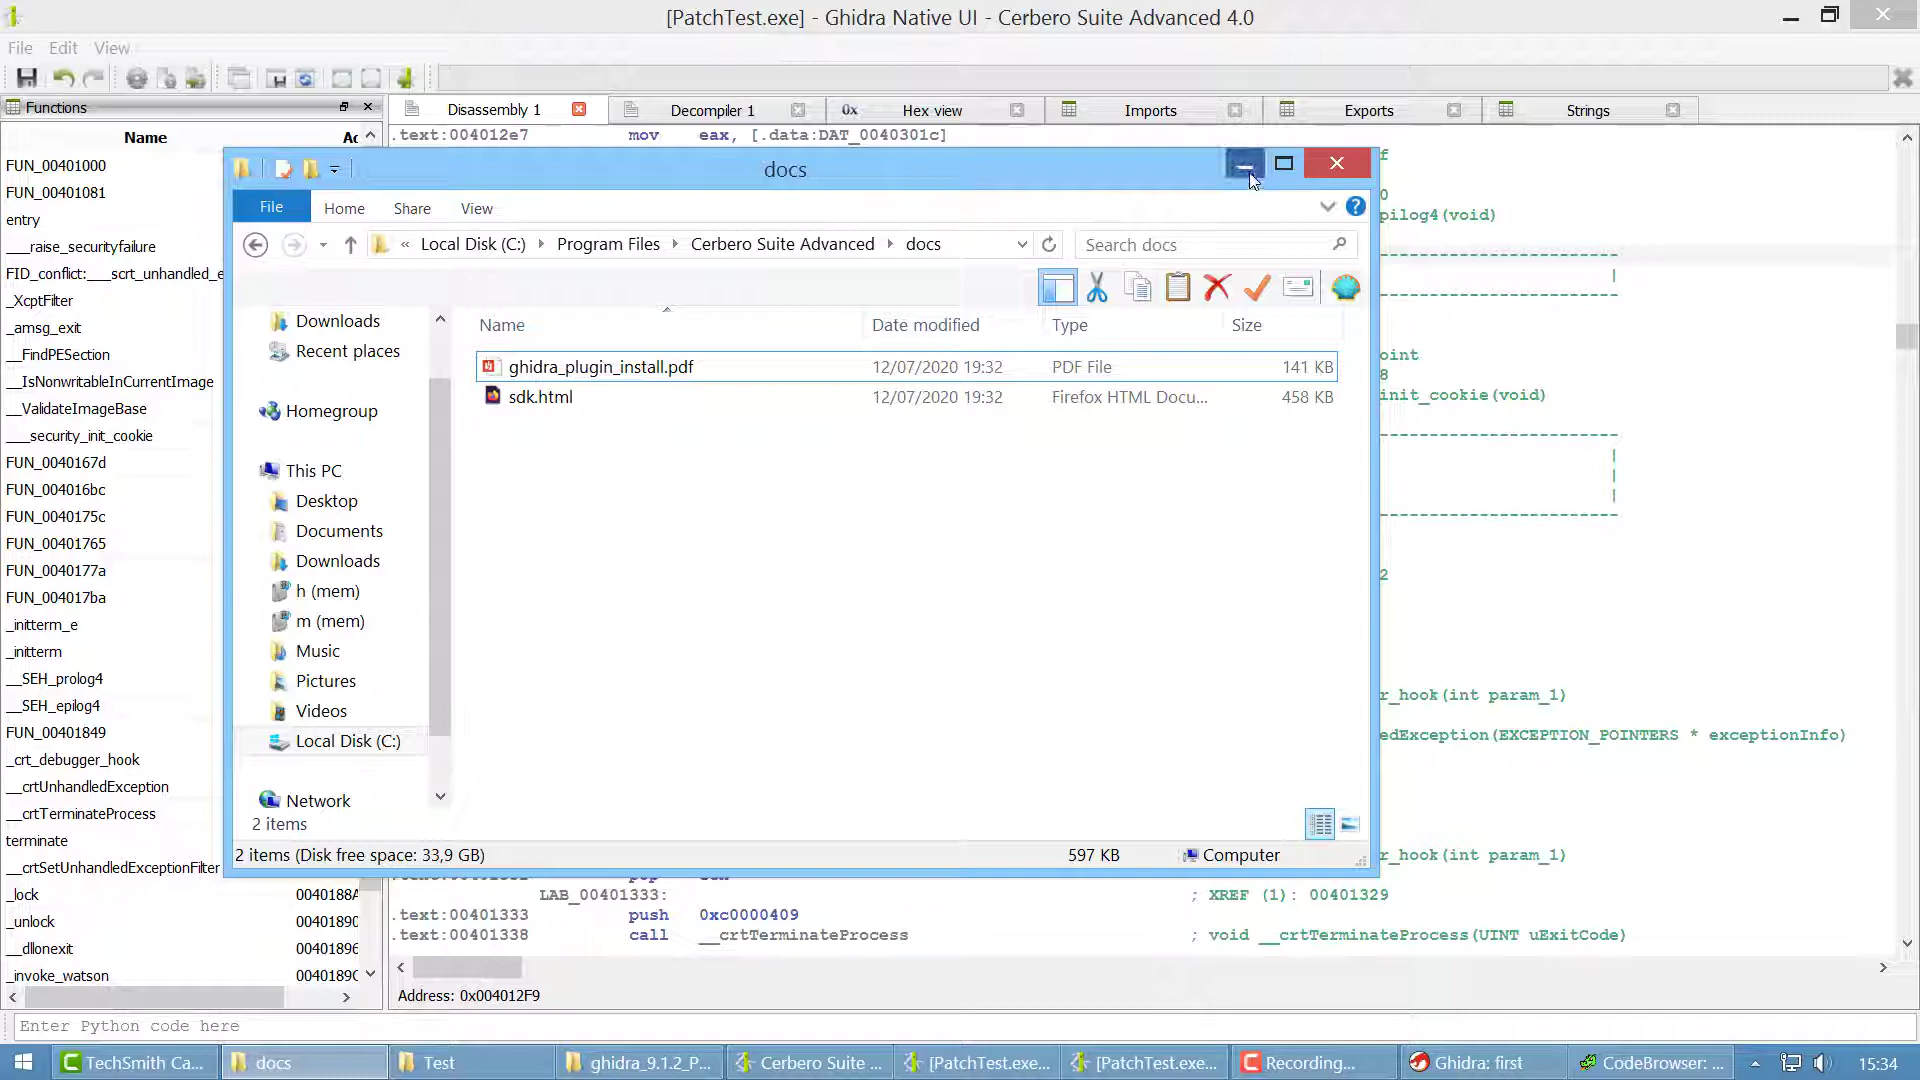 [PatchTest.exe] - Ghidra Native UI - Cerbero Suite Advanced 4.0
File Edit View
Functions
Disassembly 1
Decompiler 1
0x Hex view
Imports
Exports
Strings
Name
.text:004012e7 mov eax, [.data:DAT_0040301c]
FUN_00401000
FUN_00401081
entry
___raise_securityfailure
FID_conflict:___scrt_unhandled_e
_XcptFilter
_amsg_exit
__FindPESection
__IsNonwritableInCurrentImage
__ValidateImageBase
___security_init_cookie
FUN_0040167d
FUN_004016bc
FUN_0040175c
FUN_00401765
FUN_0040177a
FUN_004017ba
_initterm_e
_initterm
__SEH_prolog4
__SEH_epilog4
FUN_00401849
_crt_debugger_hook
__crtUnhandledException
__crtTerminateProcess
terminate
__crtSetUnhandledExceptionFilter
_lock 0040188A
_unlock 00401890
__dllonexit 00401896
_invoke_watson 0040189C
docs
File Home Share View
« Local Disk (C:) Program Files Cerbero Suite Advanced docs
Search docs
Name Date modified Type Size
ghidra_plugin_install.pdf 12/07/2020 19:32 PDF File 141 KB
sdk.html 12/07/2020 19:32 Firefox HTML Docu... 458 KB
Downloads
Recent places
Homegroup
This PC
Desktop
Documents
Downloads
h (mem)
m (mem)
Music
Pictures
Videos
Local Disk (C:)
Network
2 items
2 items (Disk free space: 33,9 GB) 597 KB Computer
pilog4(void)
oint
init_cookie(void)
r_hook(int param_1)
edException(EXCEPTION_POINTERS * exceptionInfo)
r_hook(int param_1)
LAB_00401333: ; XREF (1): 00401329
.text:00401333 push 0xc0000409
.text:00401338 call __crtTerminateProcess ; void __crtTerminateProcess(UINT uExitCode)
Address: 0x004012F9
Enter Python code here
TechSmith Ca...
docs
Test
ghidra_9.1.2_P...
Cerbero Suite ...
[PatchTest.exe...
[PatchTest.exe...
Recording...
Ghidra: first
CodeBrowser: ...
15:34